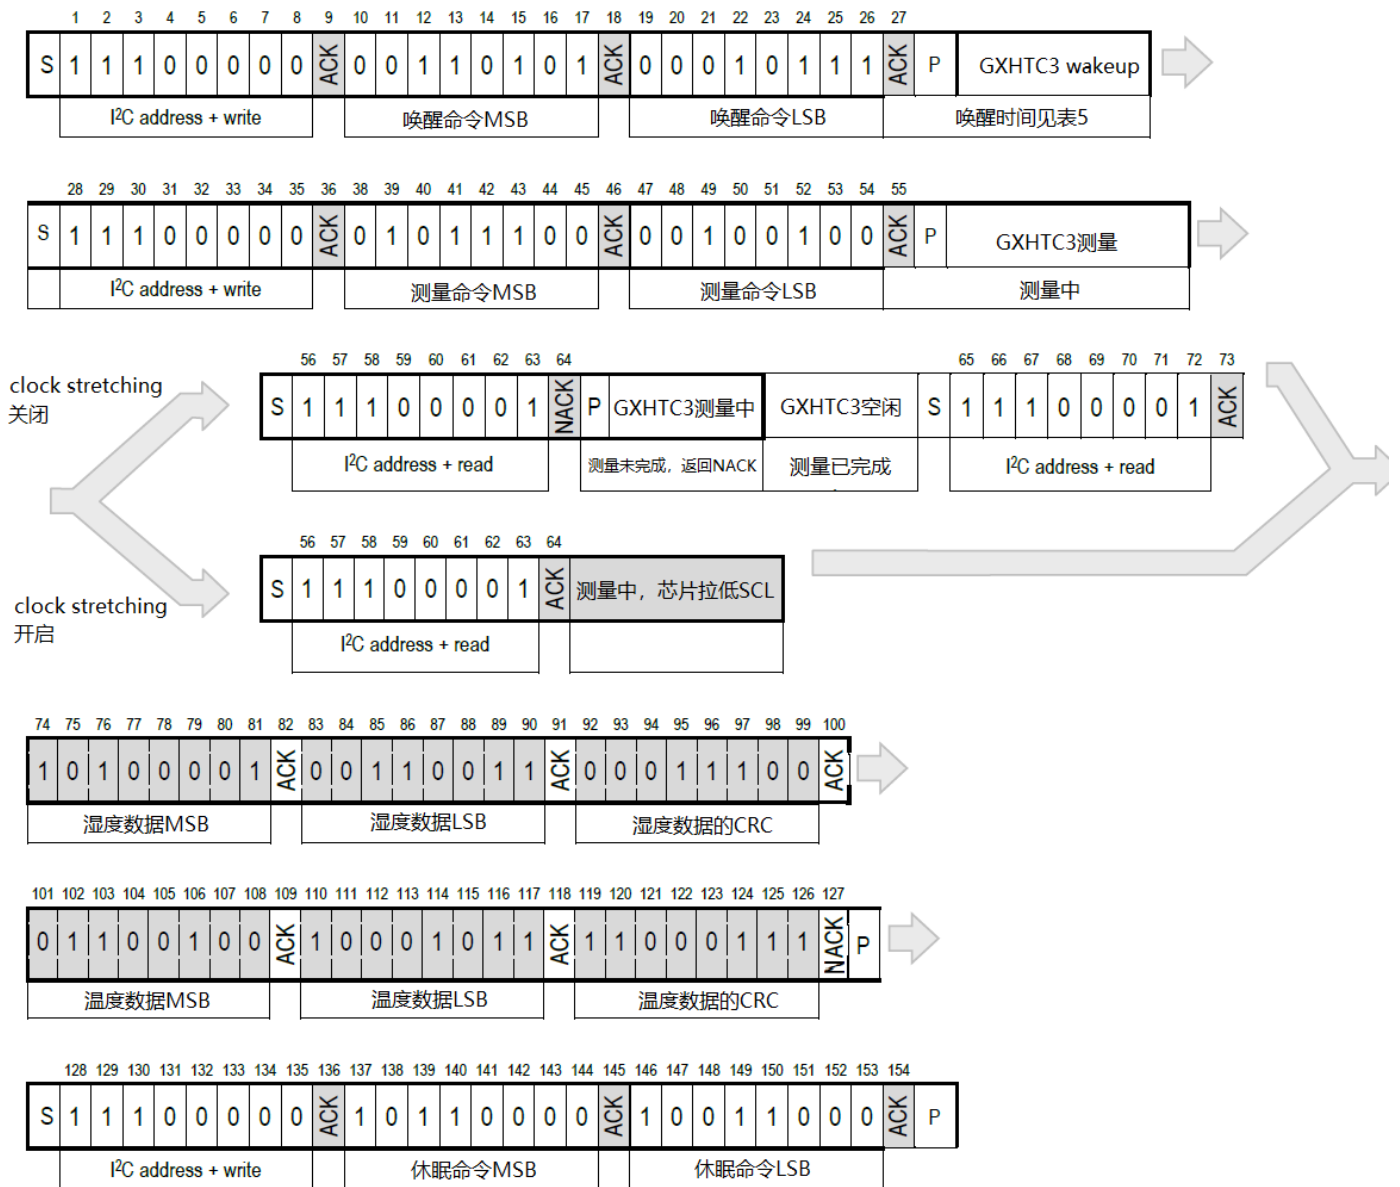 1 2 3 4 5 6 7 8 9 10 11 12 13 14 15 16 17 18 19 20 21 22 23 24 25 26 27
S 1 1 1 0 0 0 0 0 ACK 0 0 1 1 0 1 0 1 ACK 0 0 0 1 0 1 1 1 ACK P GXHTC3 wakeup
I²C address + write 唤醒命令MSB 唤醒命令LSB 唤醒时间见表5
28 29 30 31 32 33 34 35 36 38 39 40 41 42 43 44 45 46 47 48 49 50 51 52 53 54 55
S 1 1 1 0 0 0 0 0 ACK 0 1 0 1 1 1 0 0 ACK 0 0 1 0 0 1 0 0 ACK P GXHTC3测量
I²C address + write 测量命令MSB 测量命令LSB 测量中
clock stretching
关闭
56 57 58 59 60 61 62 63 64 65 66 67 68 69 70 71 72 73
S 1 1 1 0 0 0 0 1 NACK P GXHTC3测量中 GXHTC3空闲 S 1 1 1 0 0 0 0 1 ACK
I²C address + read 测量未完成，返回NACK 测量已完成 I²C address + read
clock stretching
开启
56 57 58 59 60 61 62 63 64
S 1 1 1 0 0 0 0 1 ACK 测量中，芯片拉低SCL
I²C address + read
74 75 76 77 78 79 80 81 82 83 84 85 86 87 88 89 90 91 92 93 94 95 96 97 98 99 100
1 0 1 0 0 0 0 1 ACK 0 0 1 1 0 0 1 1 ACK 0 0 0 1 1 1 0 0 ACK
湿度数据MSB 湿度数据LSB 湿度数据的CRC
101 102 103 104 105 106 107 108 109 110 111 112 113 114 115 116 117 118 119 120 121 122 123 124 125 126 127
0 1 1 0 0 1 0 0 ACK 1 0 0 0 1 0 1 1 ACK 1 1 0 0 0 1 1 1 NACK P
温度数据MSB 温度数据LSB 温度数据的CRC
128 129 130 131 132 133 134 135 136 137 138 139 140 141 142 143 144 145 146 147 148 149 150 151 152 153 154
S 1 1 1 0 0 0 0 0 ACK 1 0 1 1 0 0 0 0 ACK 1 0 0 1 1 0 0 0 ACK P
I²C address + write 休眠命令MSB 休眠命令LSB